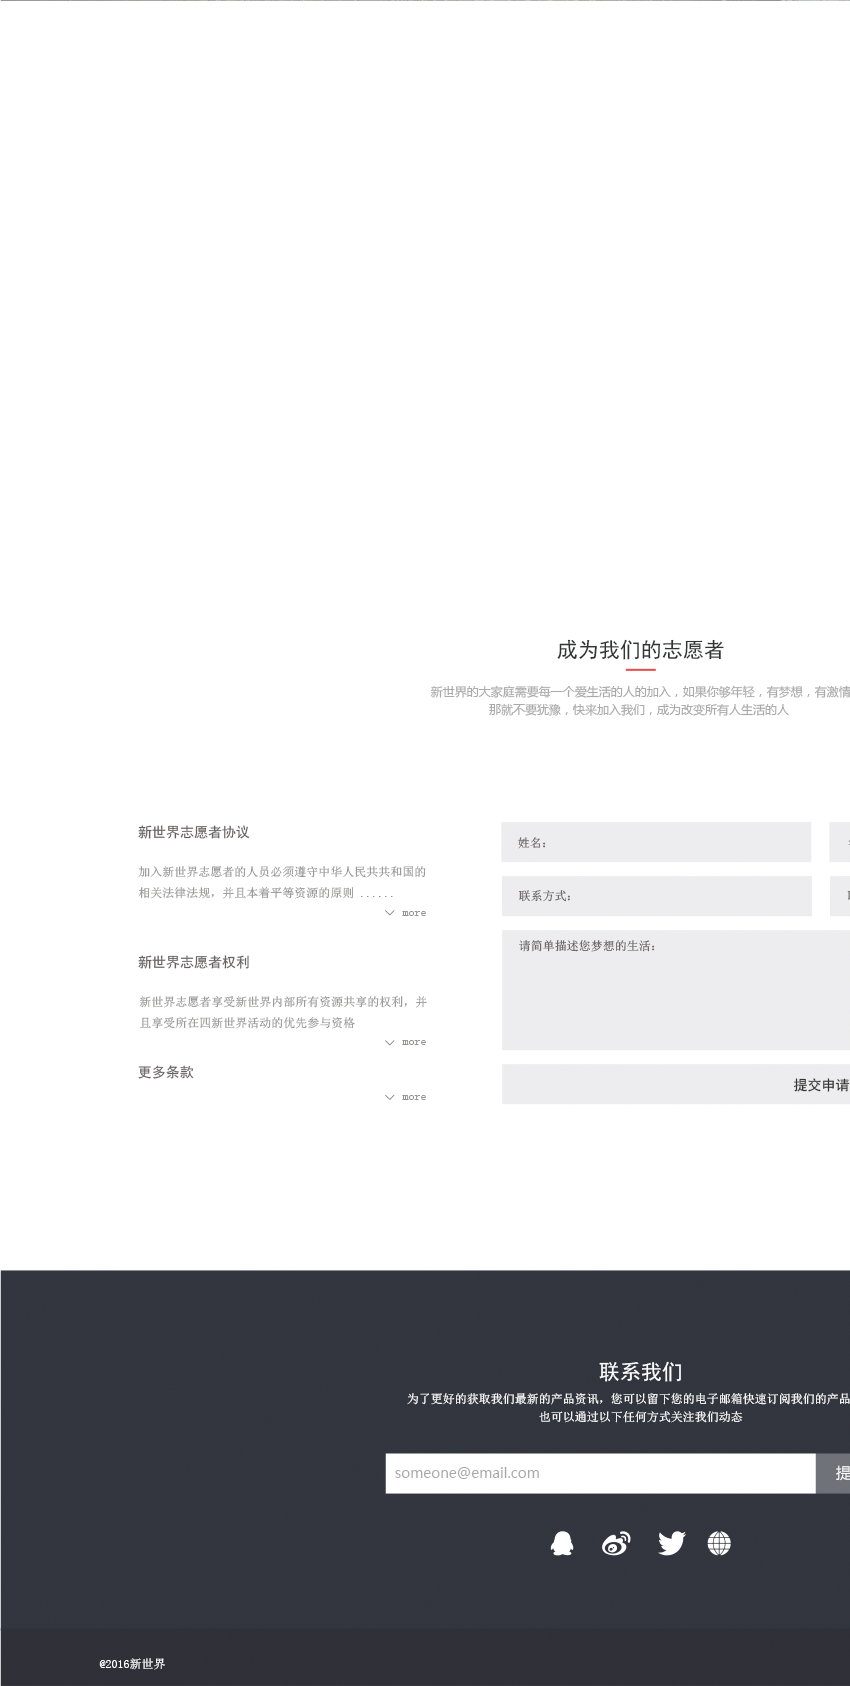 成为我们的志愿者
新世界的大家庭需要每一个爱生活的人的加入，如果你够年轻，有梦想，有激情
那就不要犹豫，快来加入我们，成为改变所有人生活的人
新世界志愿者协议
加入新世界志愿者的人员必须遵守中华人民共共和国的
相关法律法规，并且本着平等资源的原则 ......
more
新世界志愿者权利
新世界志愿者享受新世界内部所有资源共享的权利，并
且享受所在四新世界活动的优先参与资格
more
更多条款
more
姓名：
联系方式：
请简单描述您梦想的生活：
提交申请
联系我们
为了更好的获取我们最新的产品资讯，您可以留下您的电子邮箱快速订阅我们的产品
也可以通过以下任何方式关注我们动态
someone@email.com
提
@2016新世界